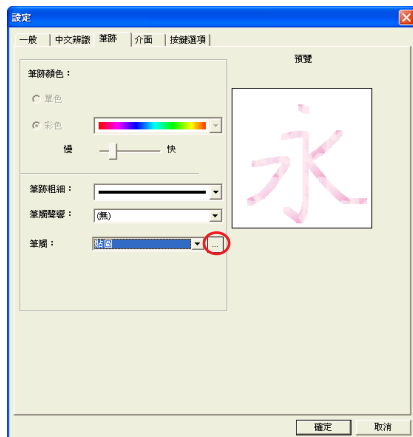 設定
一般 中文辨識 筆跡 介面 按鍵選項
預覽
筆跡顏色：
單色
彩色
慢 快
筆跡粗細：
筆觸聲響： (無)
筆觸： 貼圖 ...
永
確定 取消